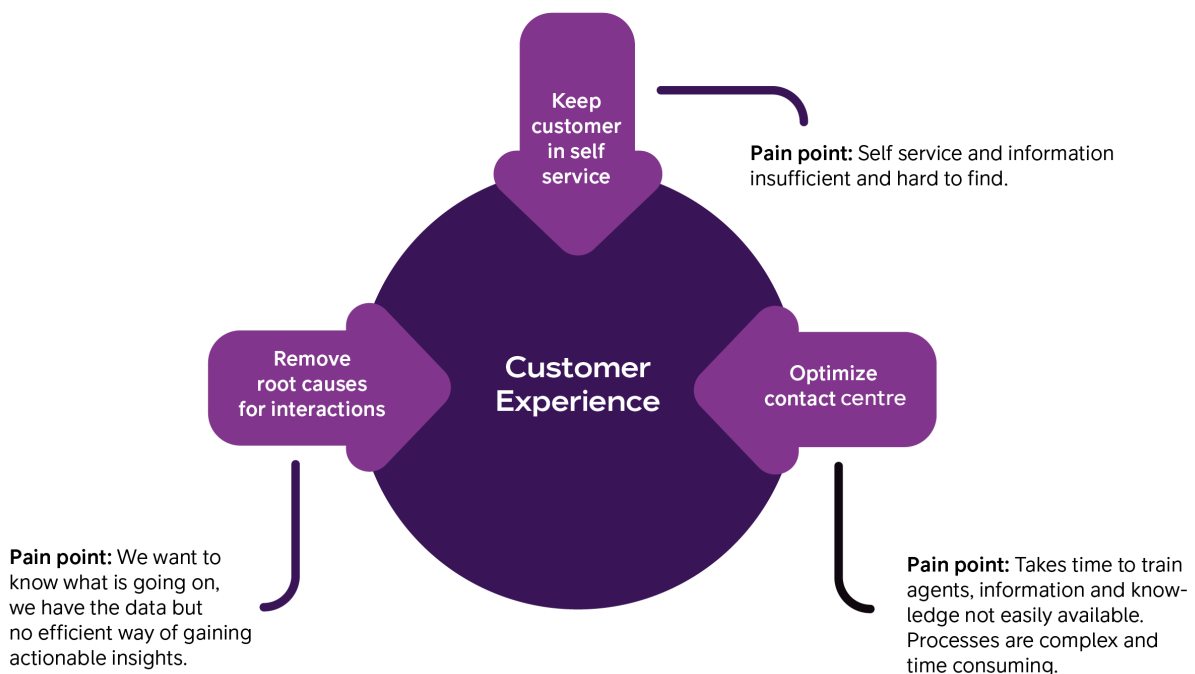 Keep
customer
in self
service
Pain point: Self service and information
insufficient and hard to find.
Customer
Experience
Remove
root causes
for interactions
Optimize
contact centre
Pain point: We want to
know what is going on,
we have the data but
no efficient way of gaining
actionable insights.
Pain point: Takes time to train
agents, information and know-
ledge not easily available.
Processes are complex and
time consuming.